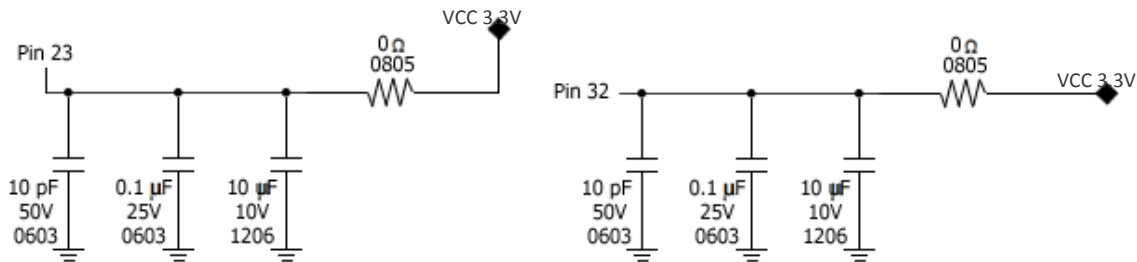 VCC 3.3V
Pin 23
0Ω
0805
10 pF
50V
0603
0.1 µF
25V
0603
10 µF
10V
1206
0Ω
0805
VCC 3.3V
Pin 32
10 pF
50V
0603
0.1 µF
25V
0603
10 µF
10V
1206